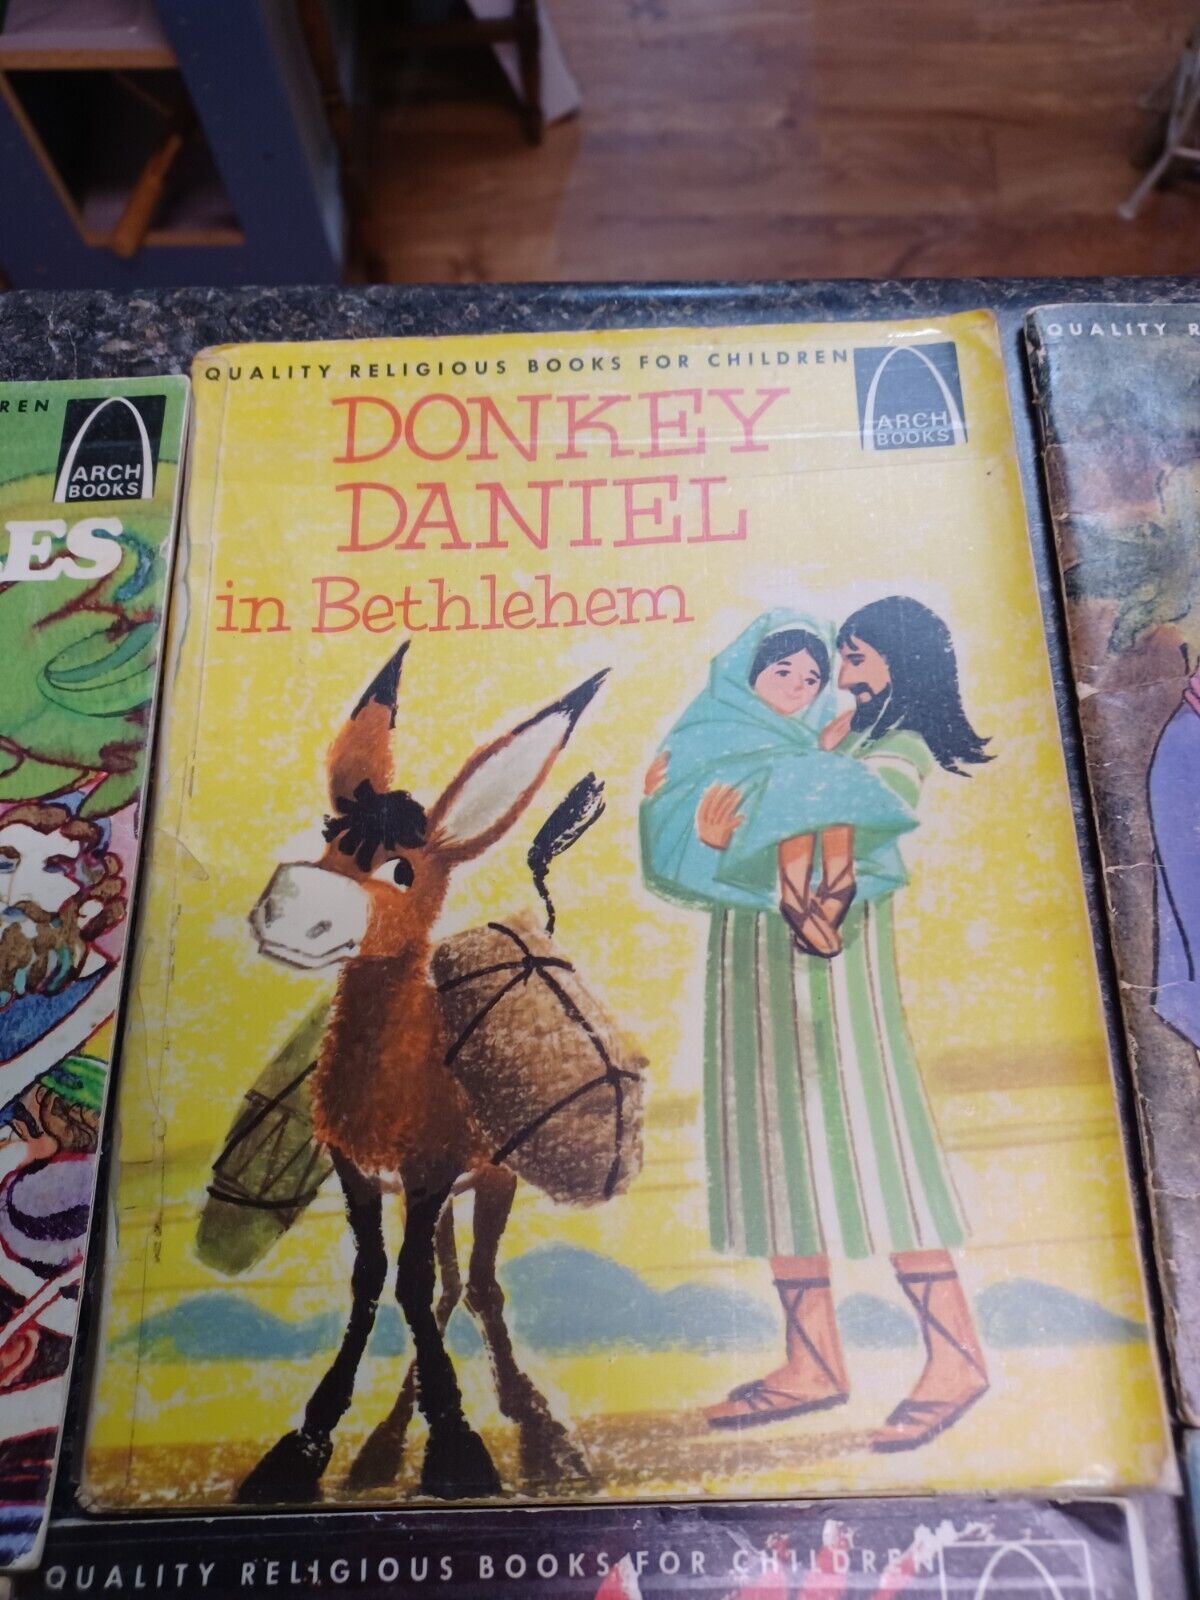 QUALITY RELIGIOUS BOOKS FOR CHILDREN
ARCH
BOOKS
DONKEY
DANIEL
in Bethlehem
REN
ARCH
BOOKS
ES
QUALITY R
QUALITY RELIGIOUS BOOKS FOR CHILDREN